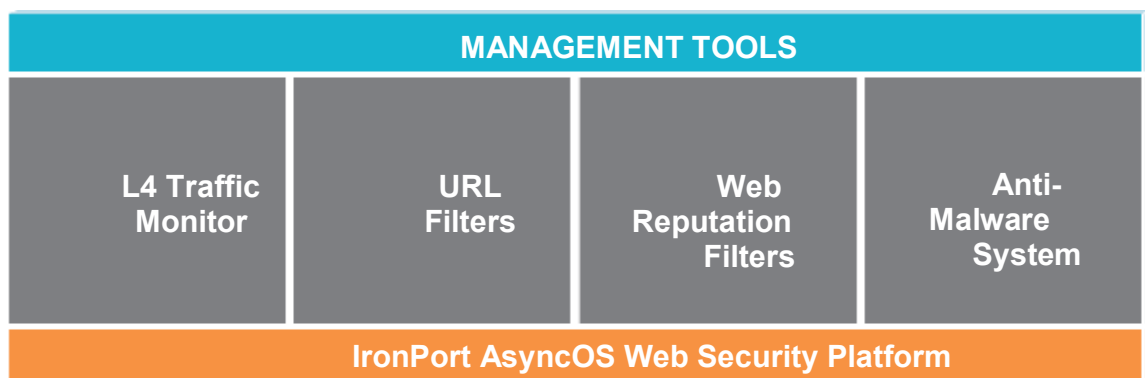 MANAGEMENT TOOLS
L4 Traffic
Monitor
URL
Filters
Web
Reputation
Filters
Anti-
Malware
System
IronPort AsyncOS Web Security Platform